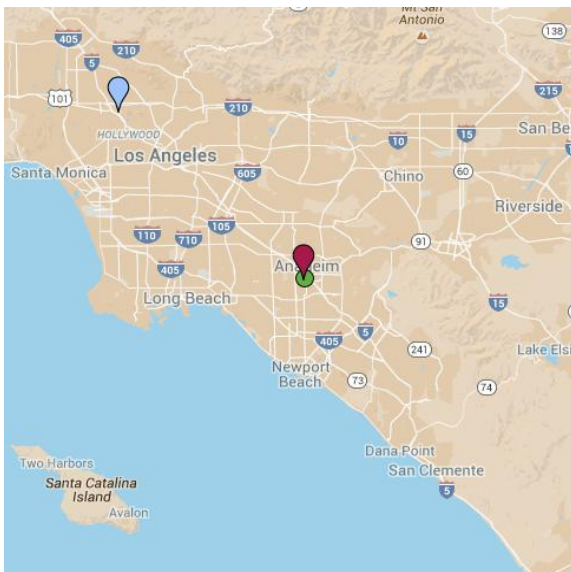 Mt San
Antonio
405
210
138
5
215
101
210
HOLLYWOOD
15
San Be
10
Los Angeles
Santa Monica
605
Chino
60
Riverside
105
110
710
91
Anaheim
405
Long Beach
15
405
5
241
Lake Elsi
Newport
Beach
73
74
Dana Point
San Clemente
Two Harbors
Santa Catalina
Island
5
Avalon